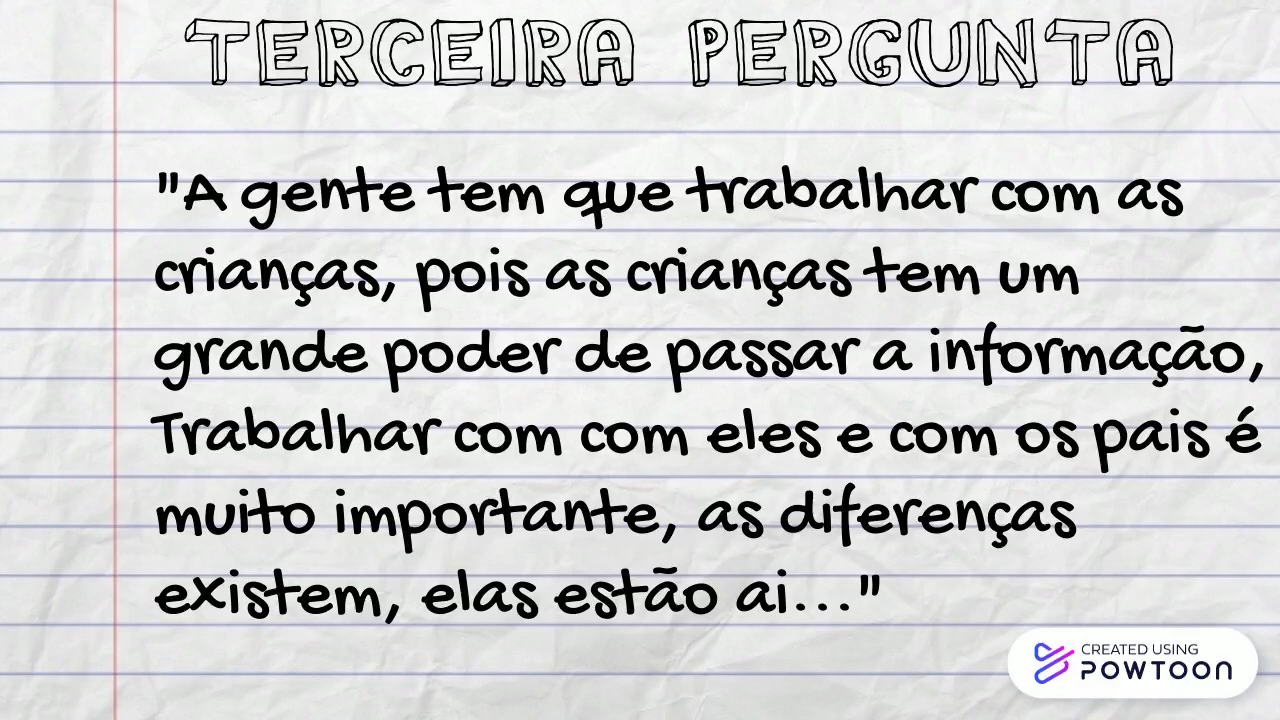 TERCEIRA PERGUNTA
"A gente tem que trabalhar com as
crianças, pois as crianças tem um
grande poder de passar a informação,
Trabalhar com com eles e com os pais é
muito importante, as diferenças
existem, elas estão ai..."
CREATED USING
POWTOON